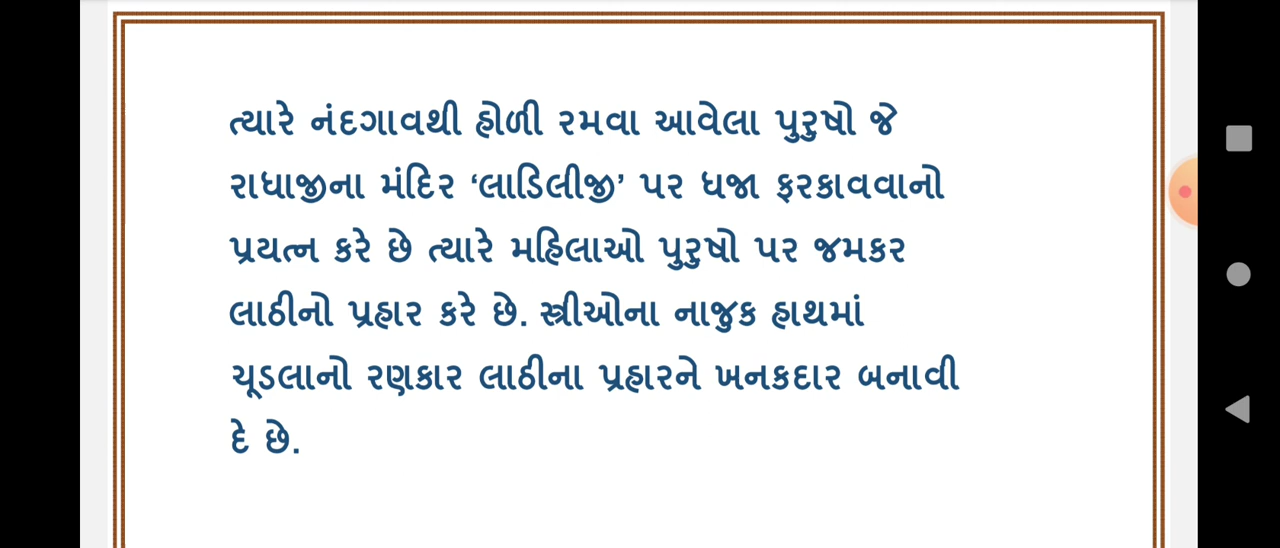 ત્યારે નંદગાવથી હોળી રમવા આવેલા પુરુષો જે
રાધાજીના મંદિર ‘લાડિલીજી’ પર ધજા ફરકાવવાનો
પ્રયત્ન કરે છે ત્યારે મહિલાઓ પુરુષો પર જમકર
લાઠીનો પ્રહાર કરે છે. સ્ત્રીઓના નાજુક હાથમાં
ચૂડલાનો રણકાર લાઠીના પ્રહારને ખનકદાર બનાવી
દે છે.